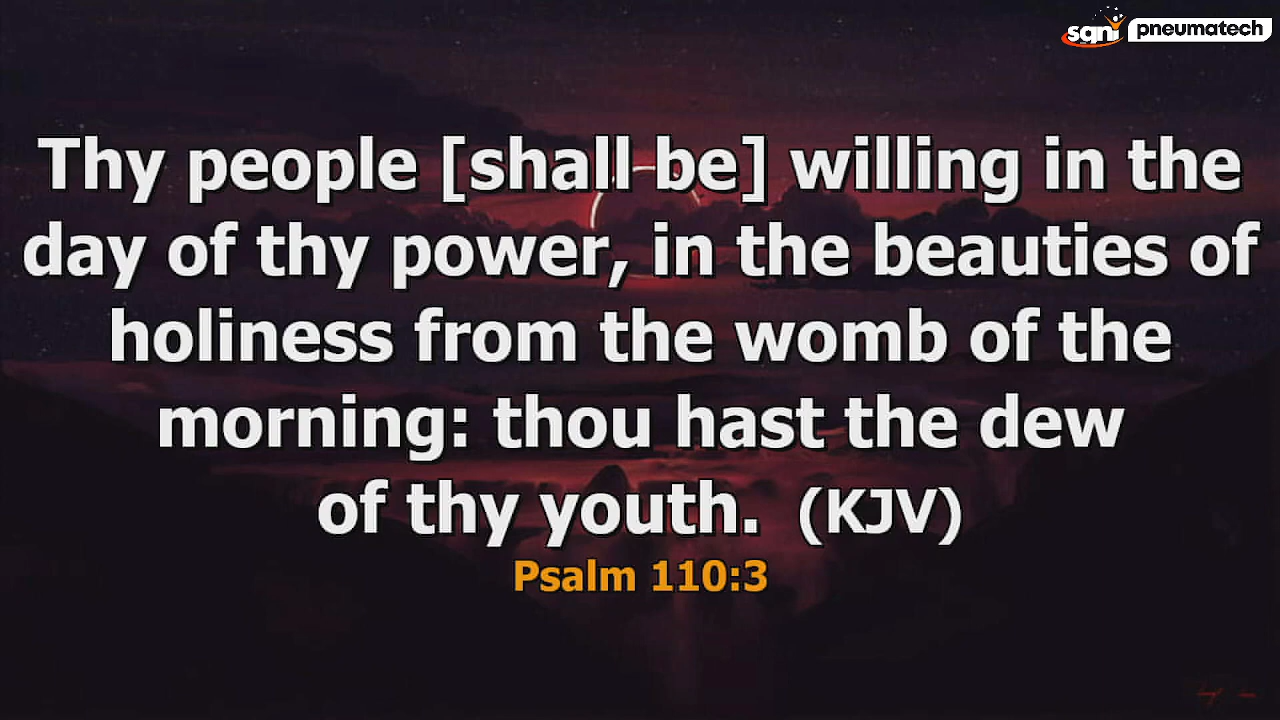 sqni pneumatech
Thy people [shall be] willing in the
day of thy power, in the beauties of
holiness from the womb of the
morning: thou hast the dew
of thy youth. (KJV)
Psalm 110:3